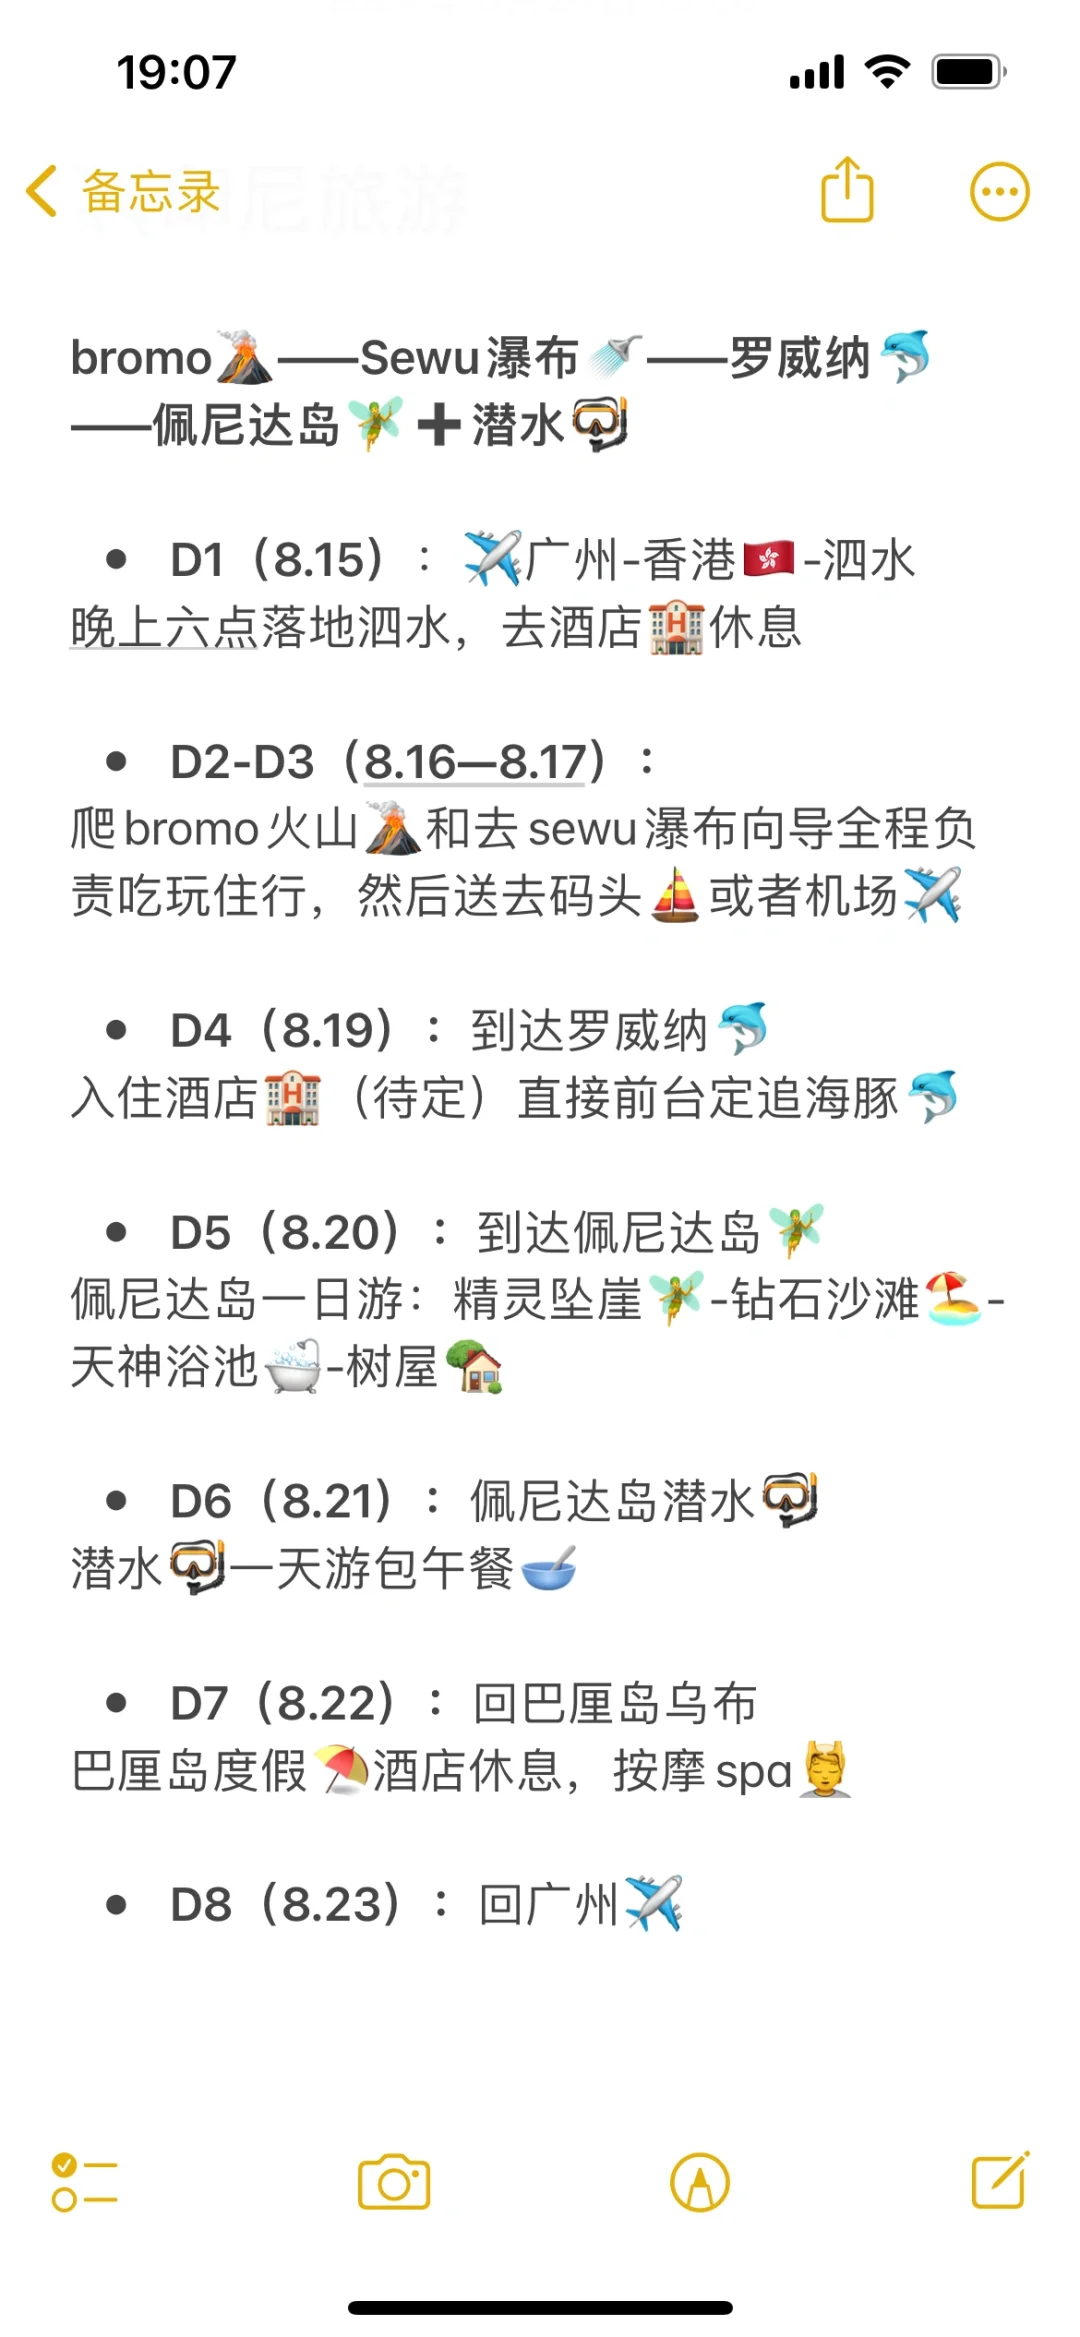 19:07
备忘录
尼旅游
bromo🌋——Sewu瀑布🚿——罗威纳🐬
——佩尼达岛🧚➕潜水🤿
• D1（8.15）：✈️广州-香港🇭🇰-泗水
晚上六点落地泗水，去酒店🏨休息
• D2-D3（8.16—8.17）：
爬bromo火山🌋和去sewu瀑布向导全程负
责吃玩住行，然后送去码头⛵️或者机场✈️
• D4（8.19）：到达罗威纳🐬
入住酒店🏨（待定）直接前台定追海豚🐬
• D5（8.20）：到达佩尼达岛🧚
佩尼达岛一日游：精灵坠崖🧚-钻石沙滩🏖-
天神浴池🛁-树屋🏡
• D6（8.21）：佩尼达岛潜水🤿
潜水🤿一天游包午餐🥣
• D7（8.22）：回巴厘岛乌布
巴厘岛度假⛱酒店休息，按摩spa💆
• D8（8.23）：回广州✈️